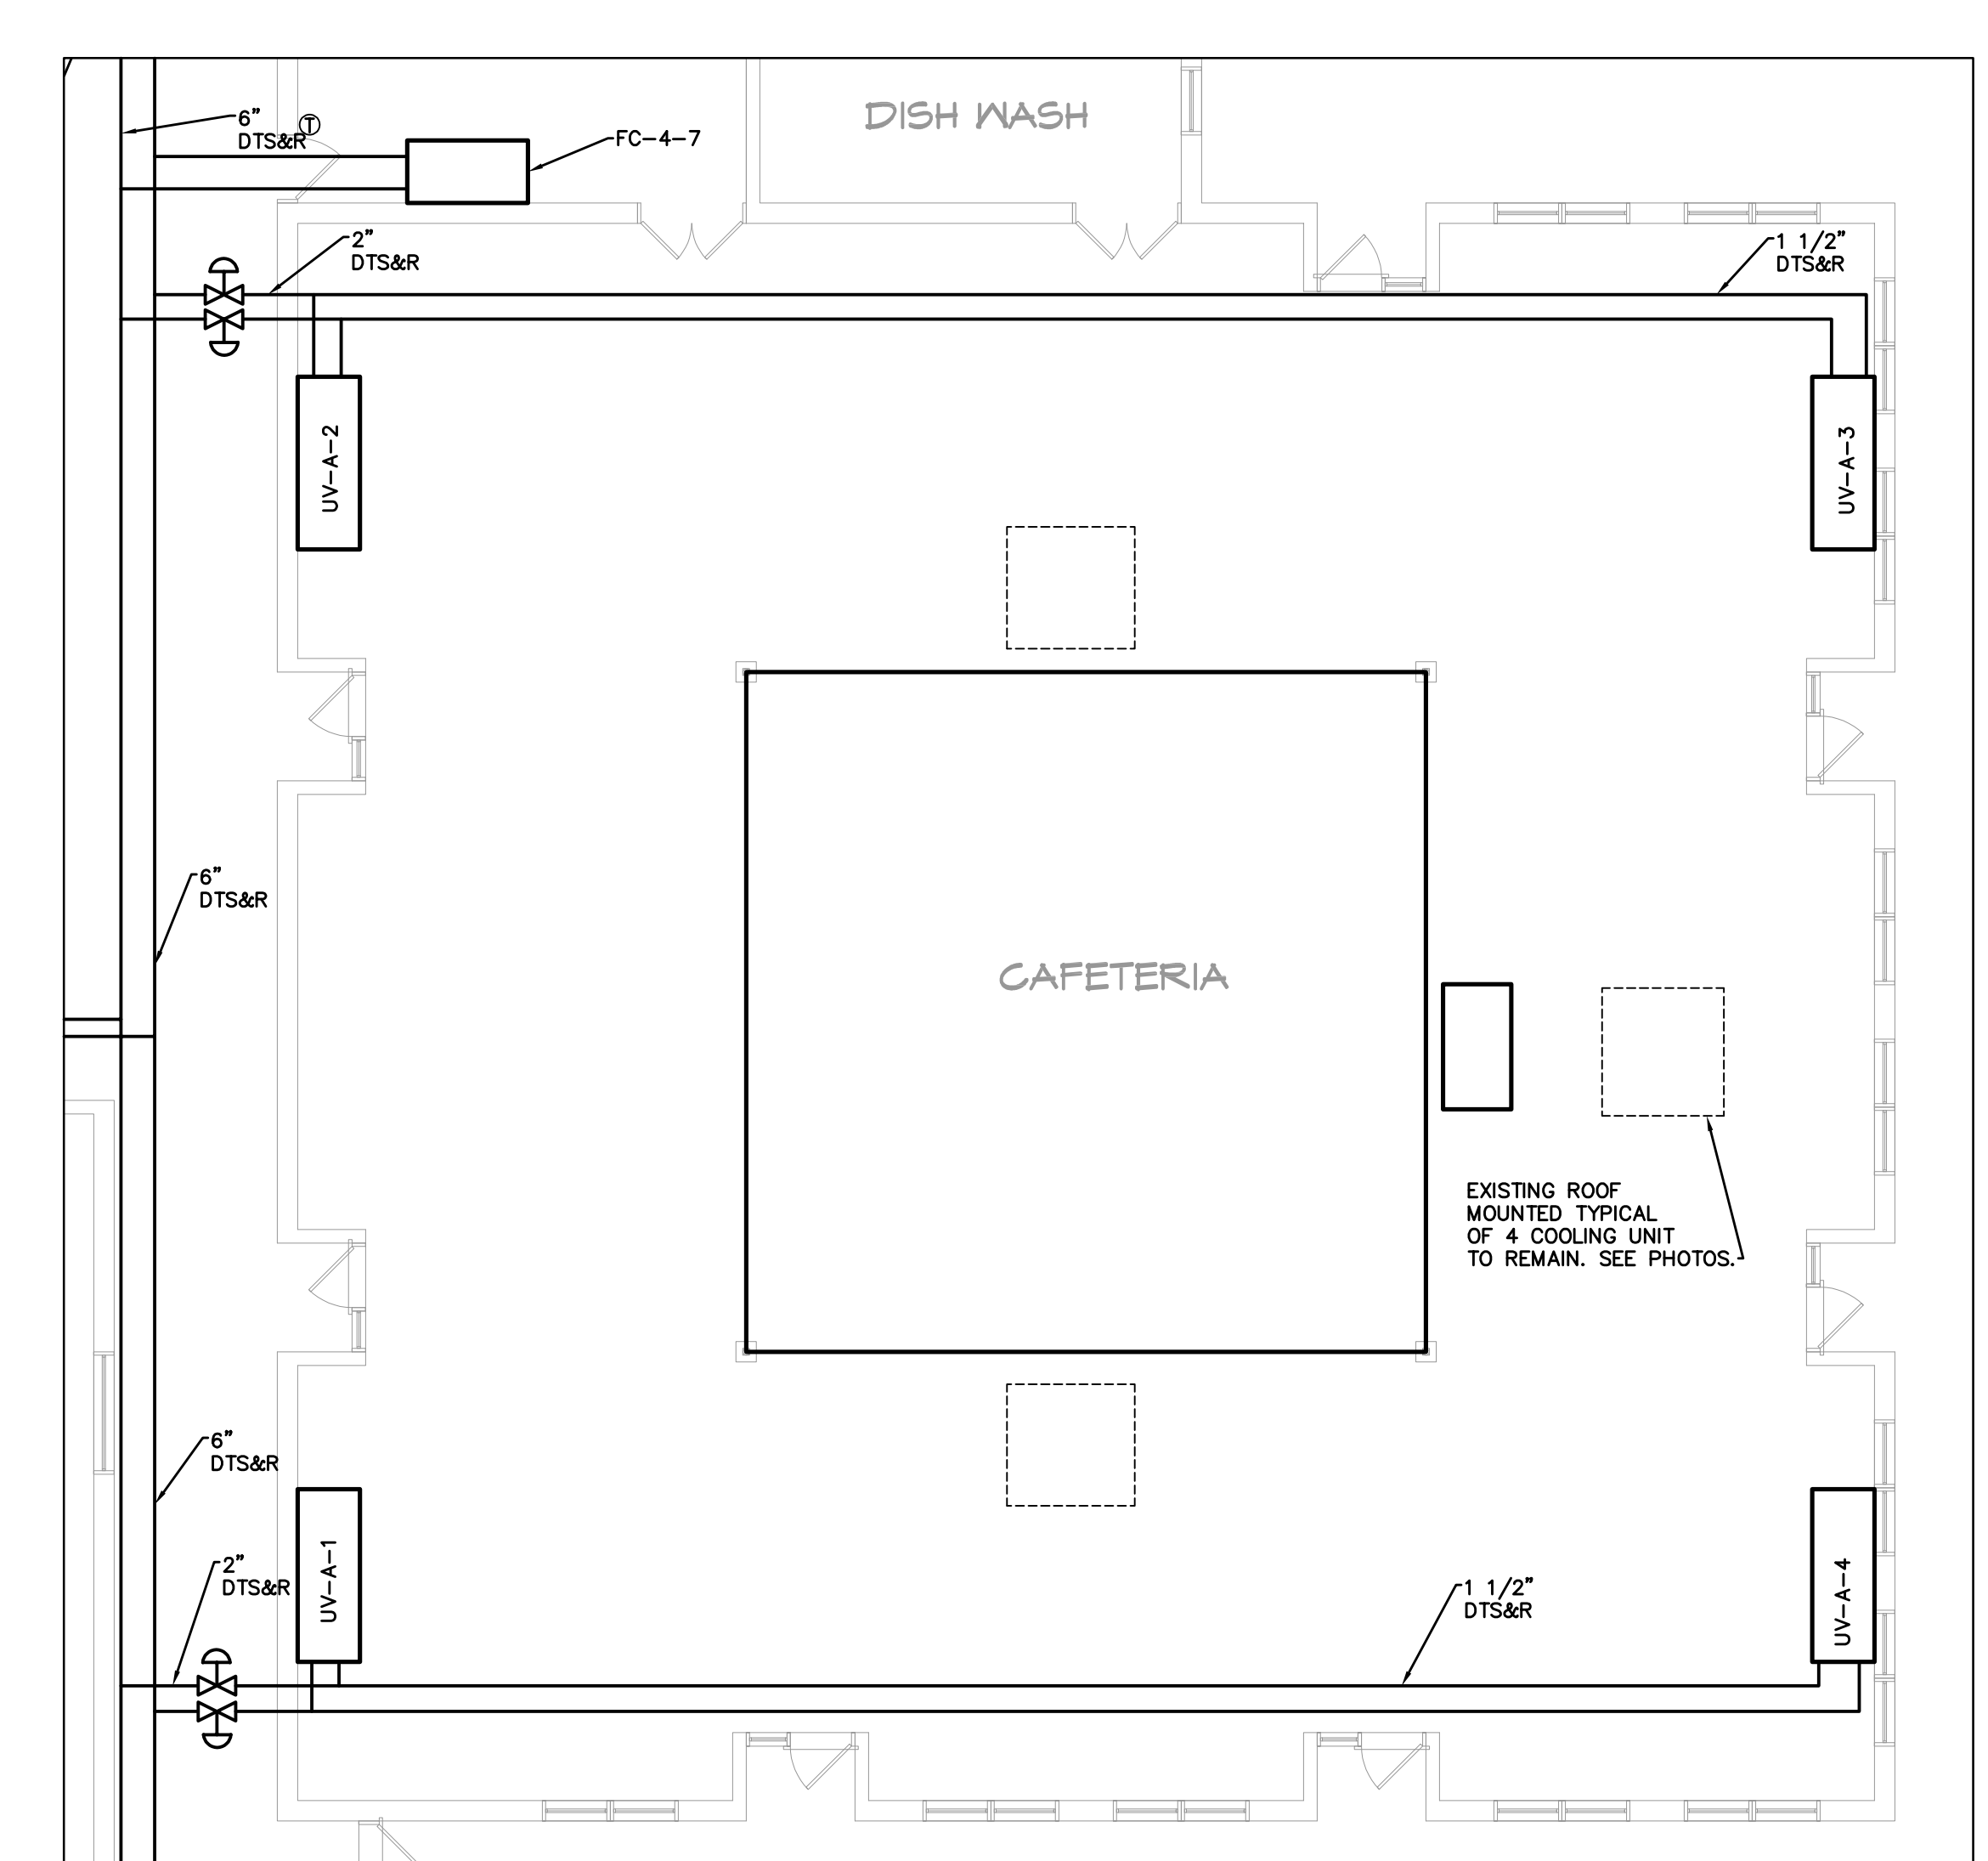 DISH WASH
6"
DTS&R
T
FC-4-7
2"
DTS&R
1 1/2"
DTS&R
UV-A-2
UV-A-3
6"
DTS&R
CAFETERIA
EXISTING ROOF
MOUNTED TYPICAL
OF 4 COOLING UNIT
TO REMAIN. SEE PHOTOS.
6"
DTS&R
UV-A-1
2"
DTS&R
1 1/2"
DTS&R
UV-A-4